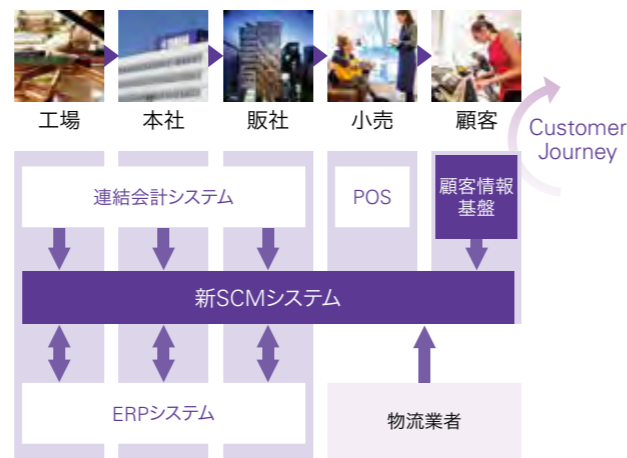 工場
本社
販社
小売
顧客
Customer
Journey
連結会計システム
POS
顧客情報
基盤
新SCMシステム
ERPシステム
物流業者